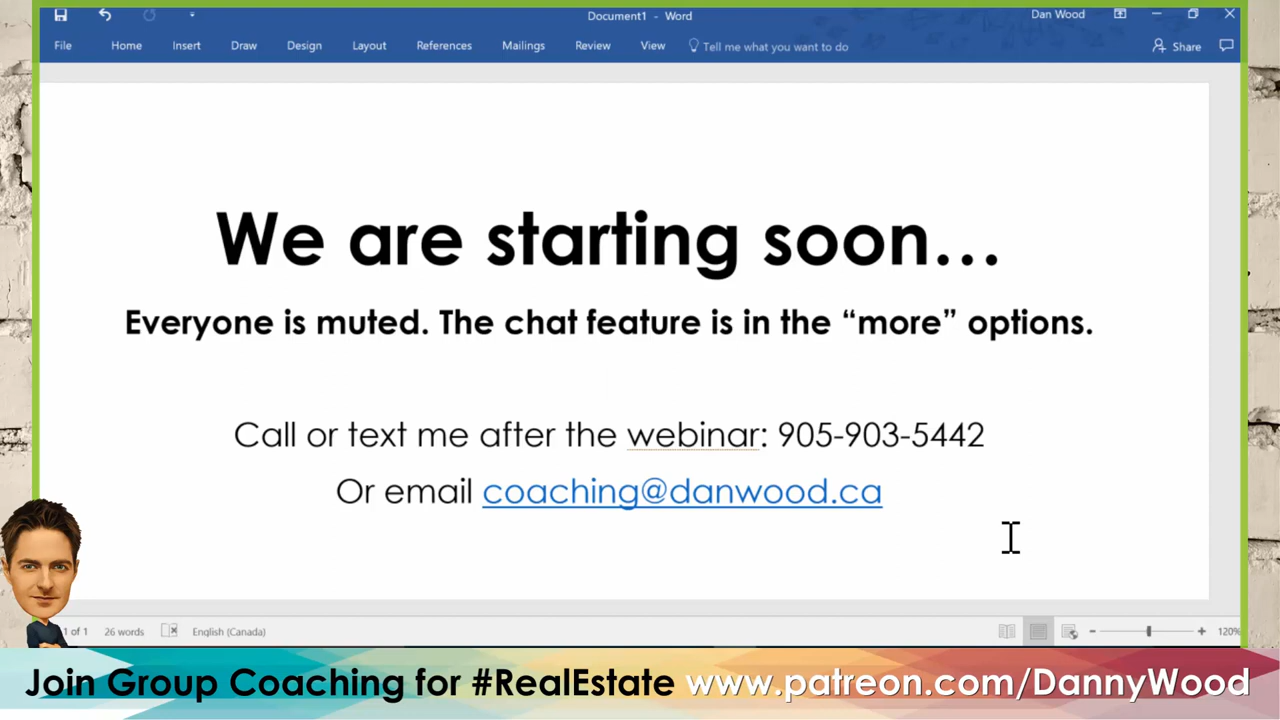 Document1 - Word
Dan Wood
File Home Insert Draw Design Layout References Mailings Review View Tell me what you want to do Share
We are starting soon…
Everyone is muted. The chat feature is in the “more” options.
Call or text me after the webinar: 905-903-5442
Or email coaching@danwood.ca
1 of 1 26 words English (Canada) 120%
Join Group Coaching for #RealEstate www.patreon.com/DannyWood